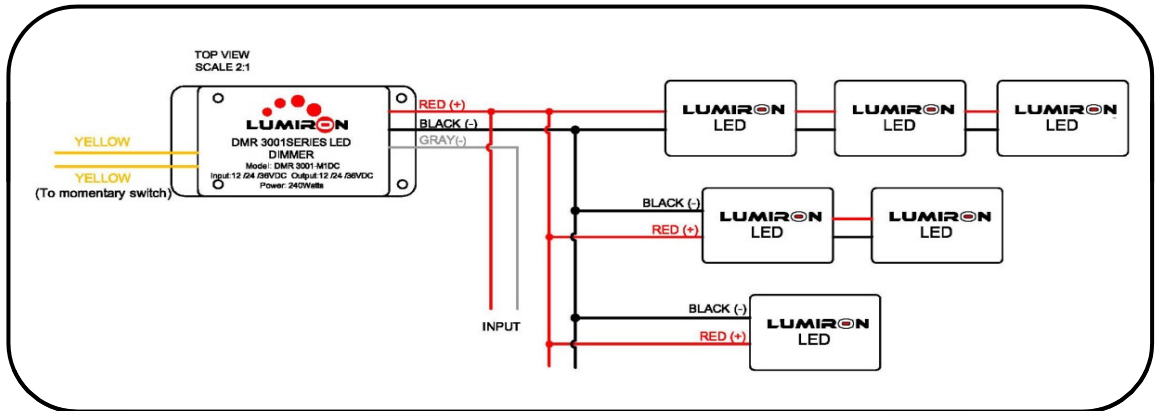 TOP VIEW
SCALE 2:1
LUMIRON
DMR 3001SERIES LED
DIMMER
Model: DMR 3001-M1DC
Input:12 /24 /36VDC Output:12 /24 /36VDC
Power: 240Watts
YELLOW
YELLOW
(To momentary switch)
RED (+)
BLACK (-)
GRAY(-)
INPUT
LUMIRON
LED
LUMIRON
LED
LUMIRON
LED
BLACK (-)
RED (+)
LUMIRON
LED
LUMIRON
LED
BLACK (-)
RED (+)
LUMIRON
LED